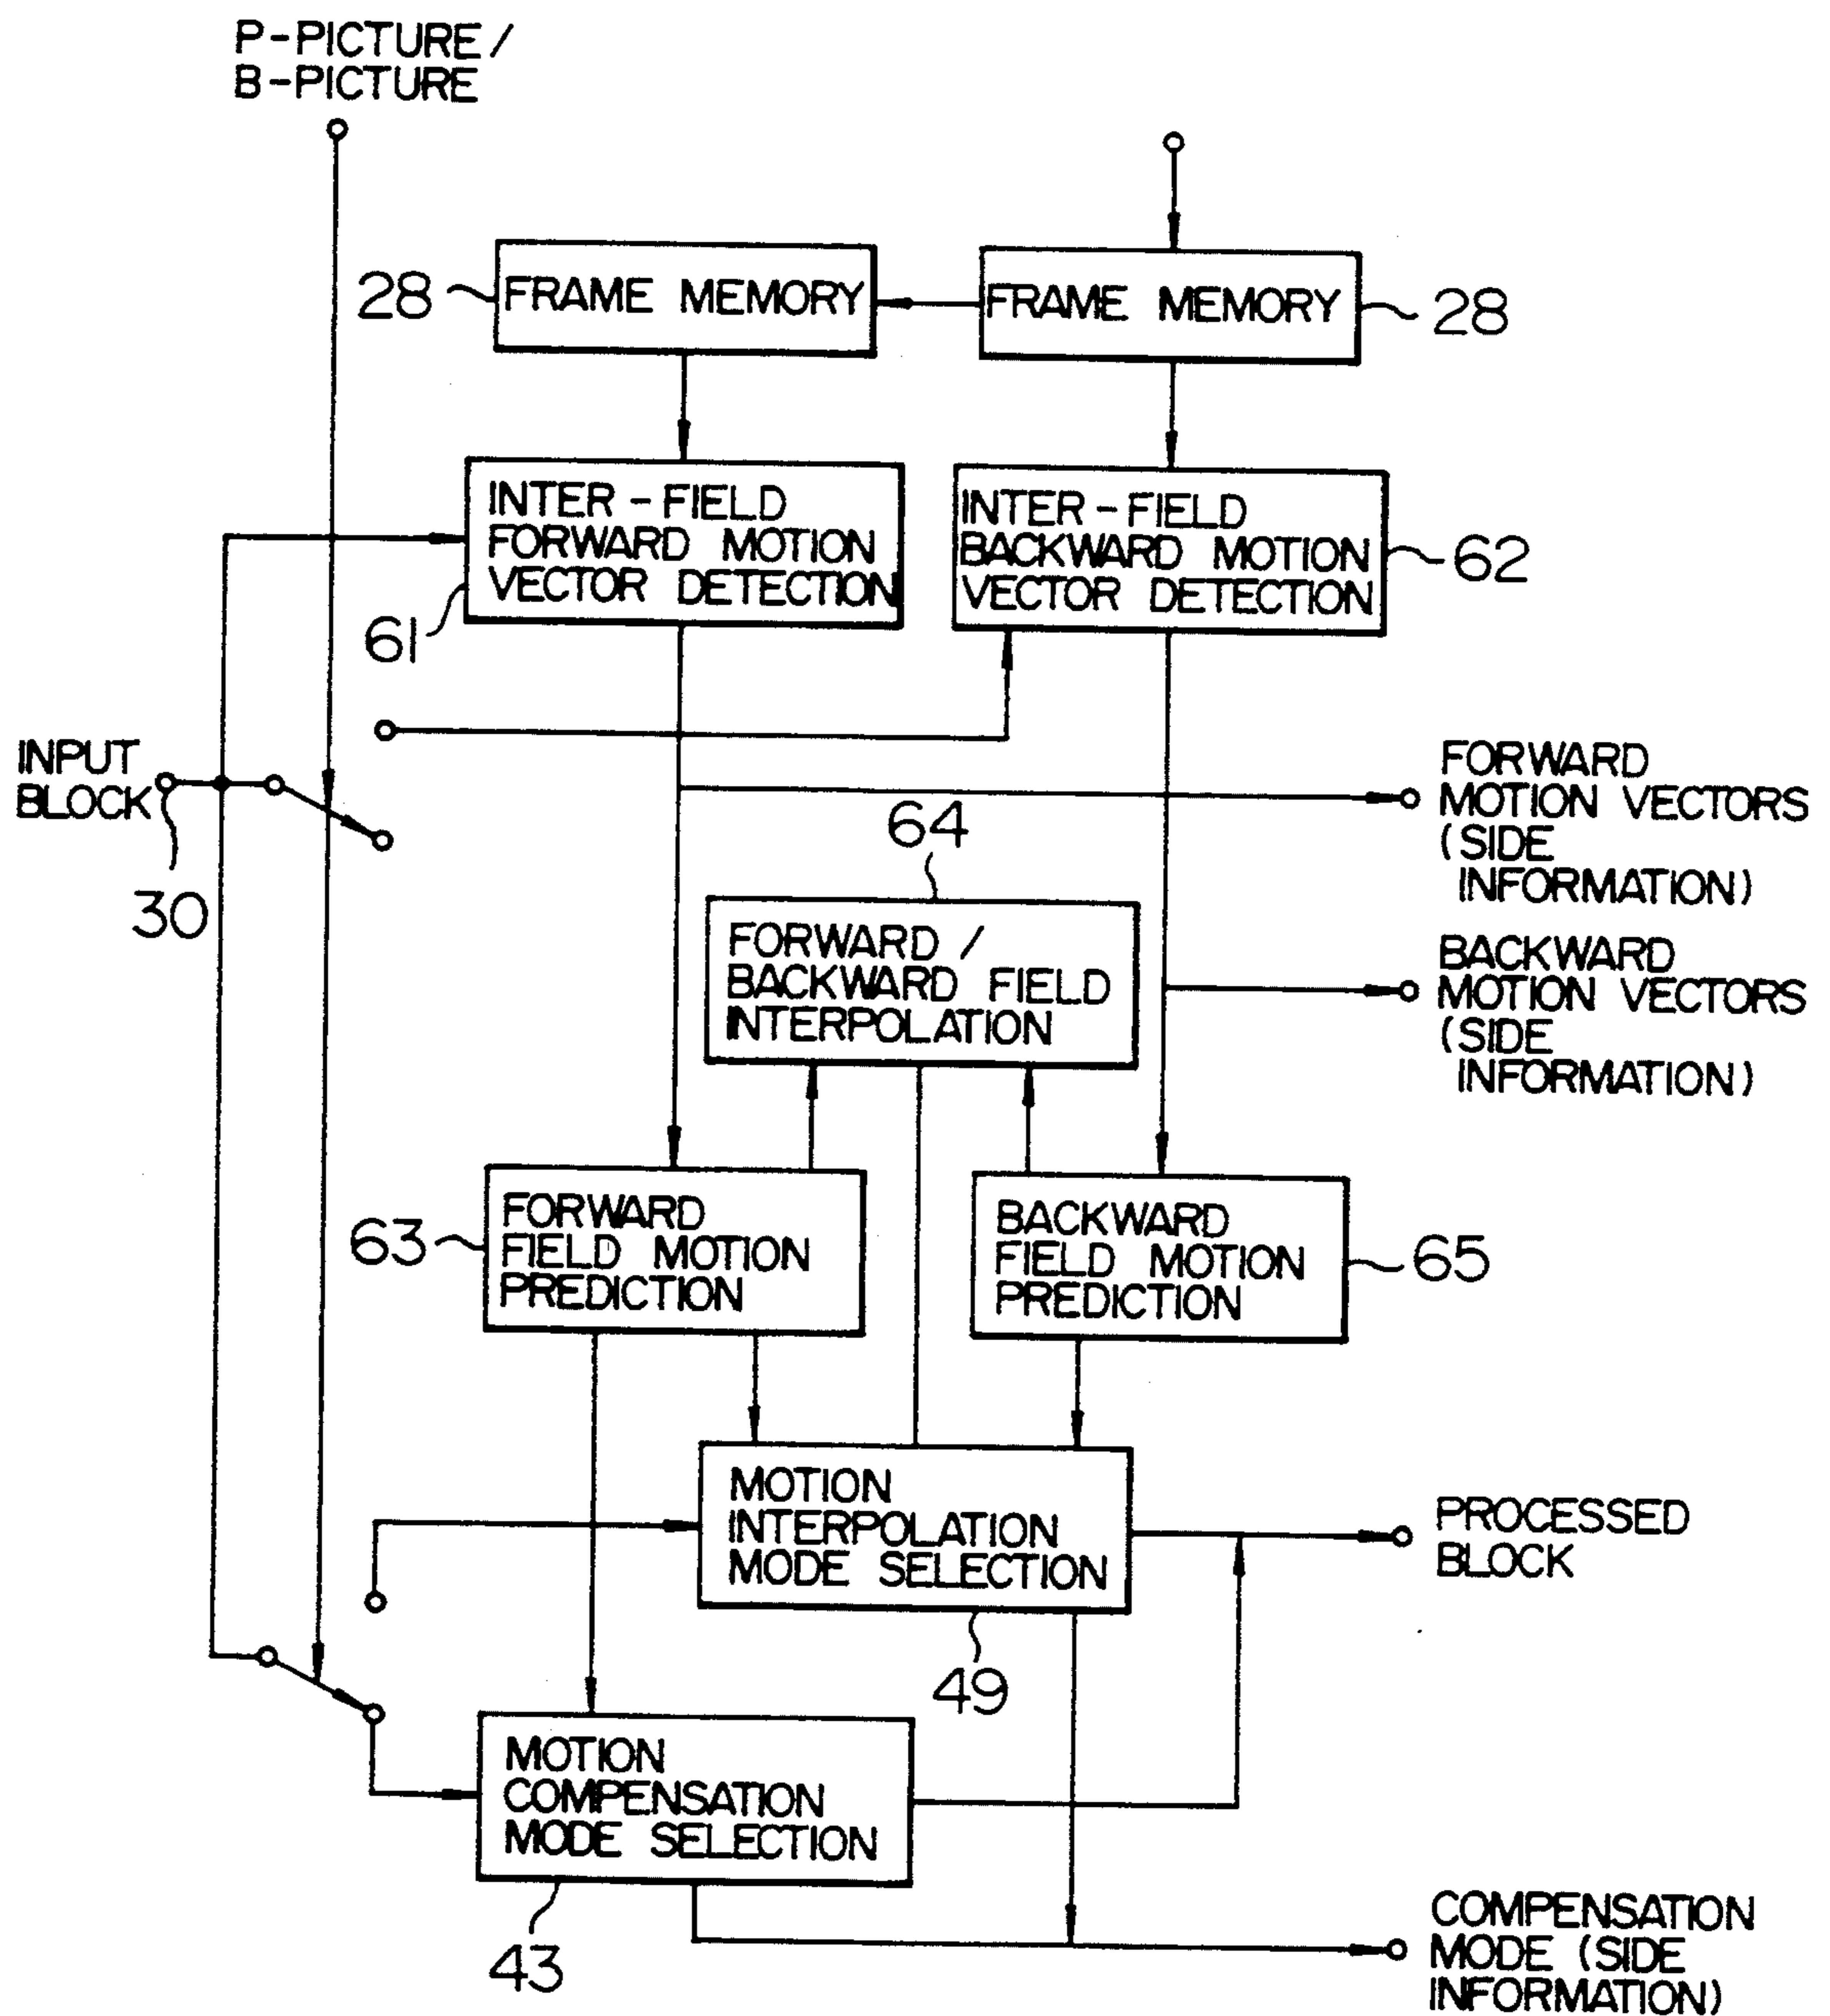 P-PICTURE /
B-PICTURE
28
FRAME MEMORY
FRAME MEMORY
28
INTER-FIELD
FORWARD MOTION
VECTOR DETECTION
61
INTER-FIELD
BACKWARD MOTION
VECTOR DETECTION
62
INPUT
BLOCK
30
FORWARD
MOTION VECTORS
(SIDE
INFORMATION)
64
FORWARD /
BACKWARD FIELD
INTERPOLATION
BACKWARD
MOTION VECTORS
(SIDE
INFORMATION)
63
FORWARD
FIELD MOTION
PREDICTION
BACKWARD
FIELD MOTION
PREDICTION
65
MOTION
INTERPOLATION
MODE SELECTION
49
PROCESSED
BLOCK
MOTION
COMPENSATION
MODE SELECTION
43
COMPENSATION
MODE (SIDE
INFORMATION)